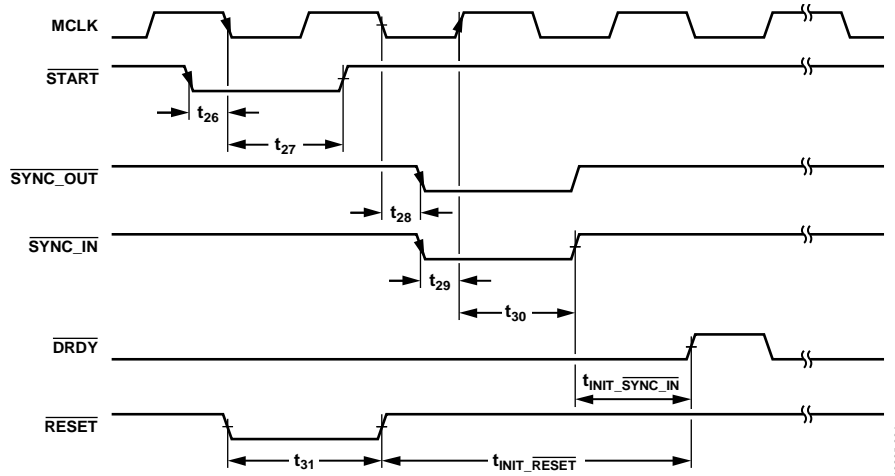 MCLK
START
t26
t27
SYNC_OUT
t28
SYNC_IN
t29
t30
DRDY
tINIT_SYNC_IN
RESET
t31
tINIT_RESET